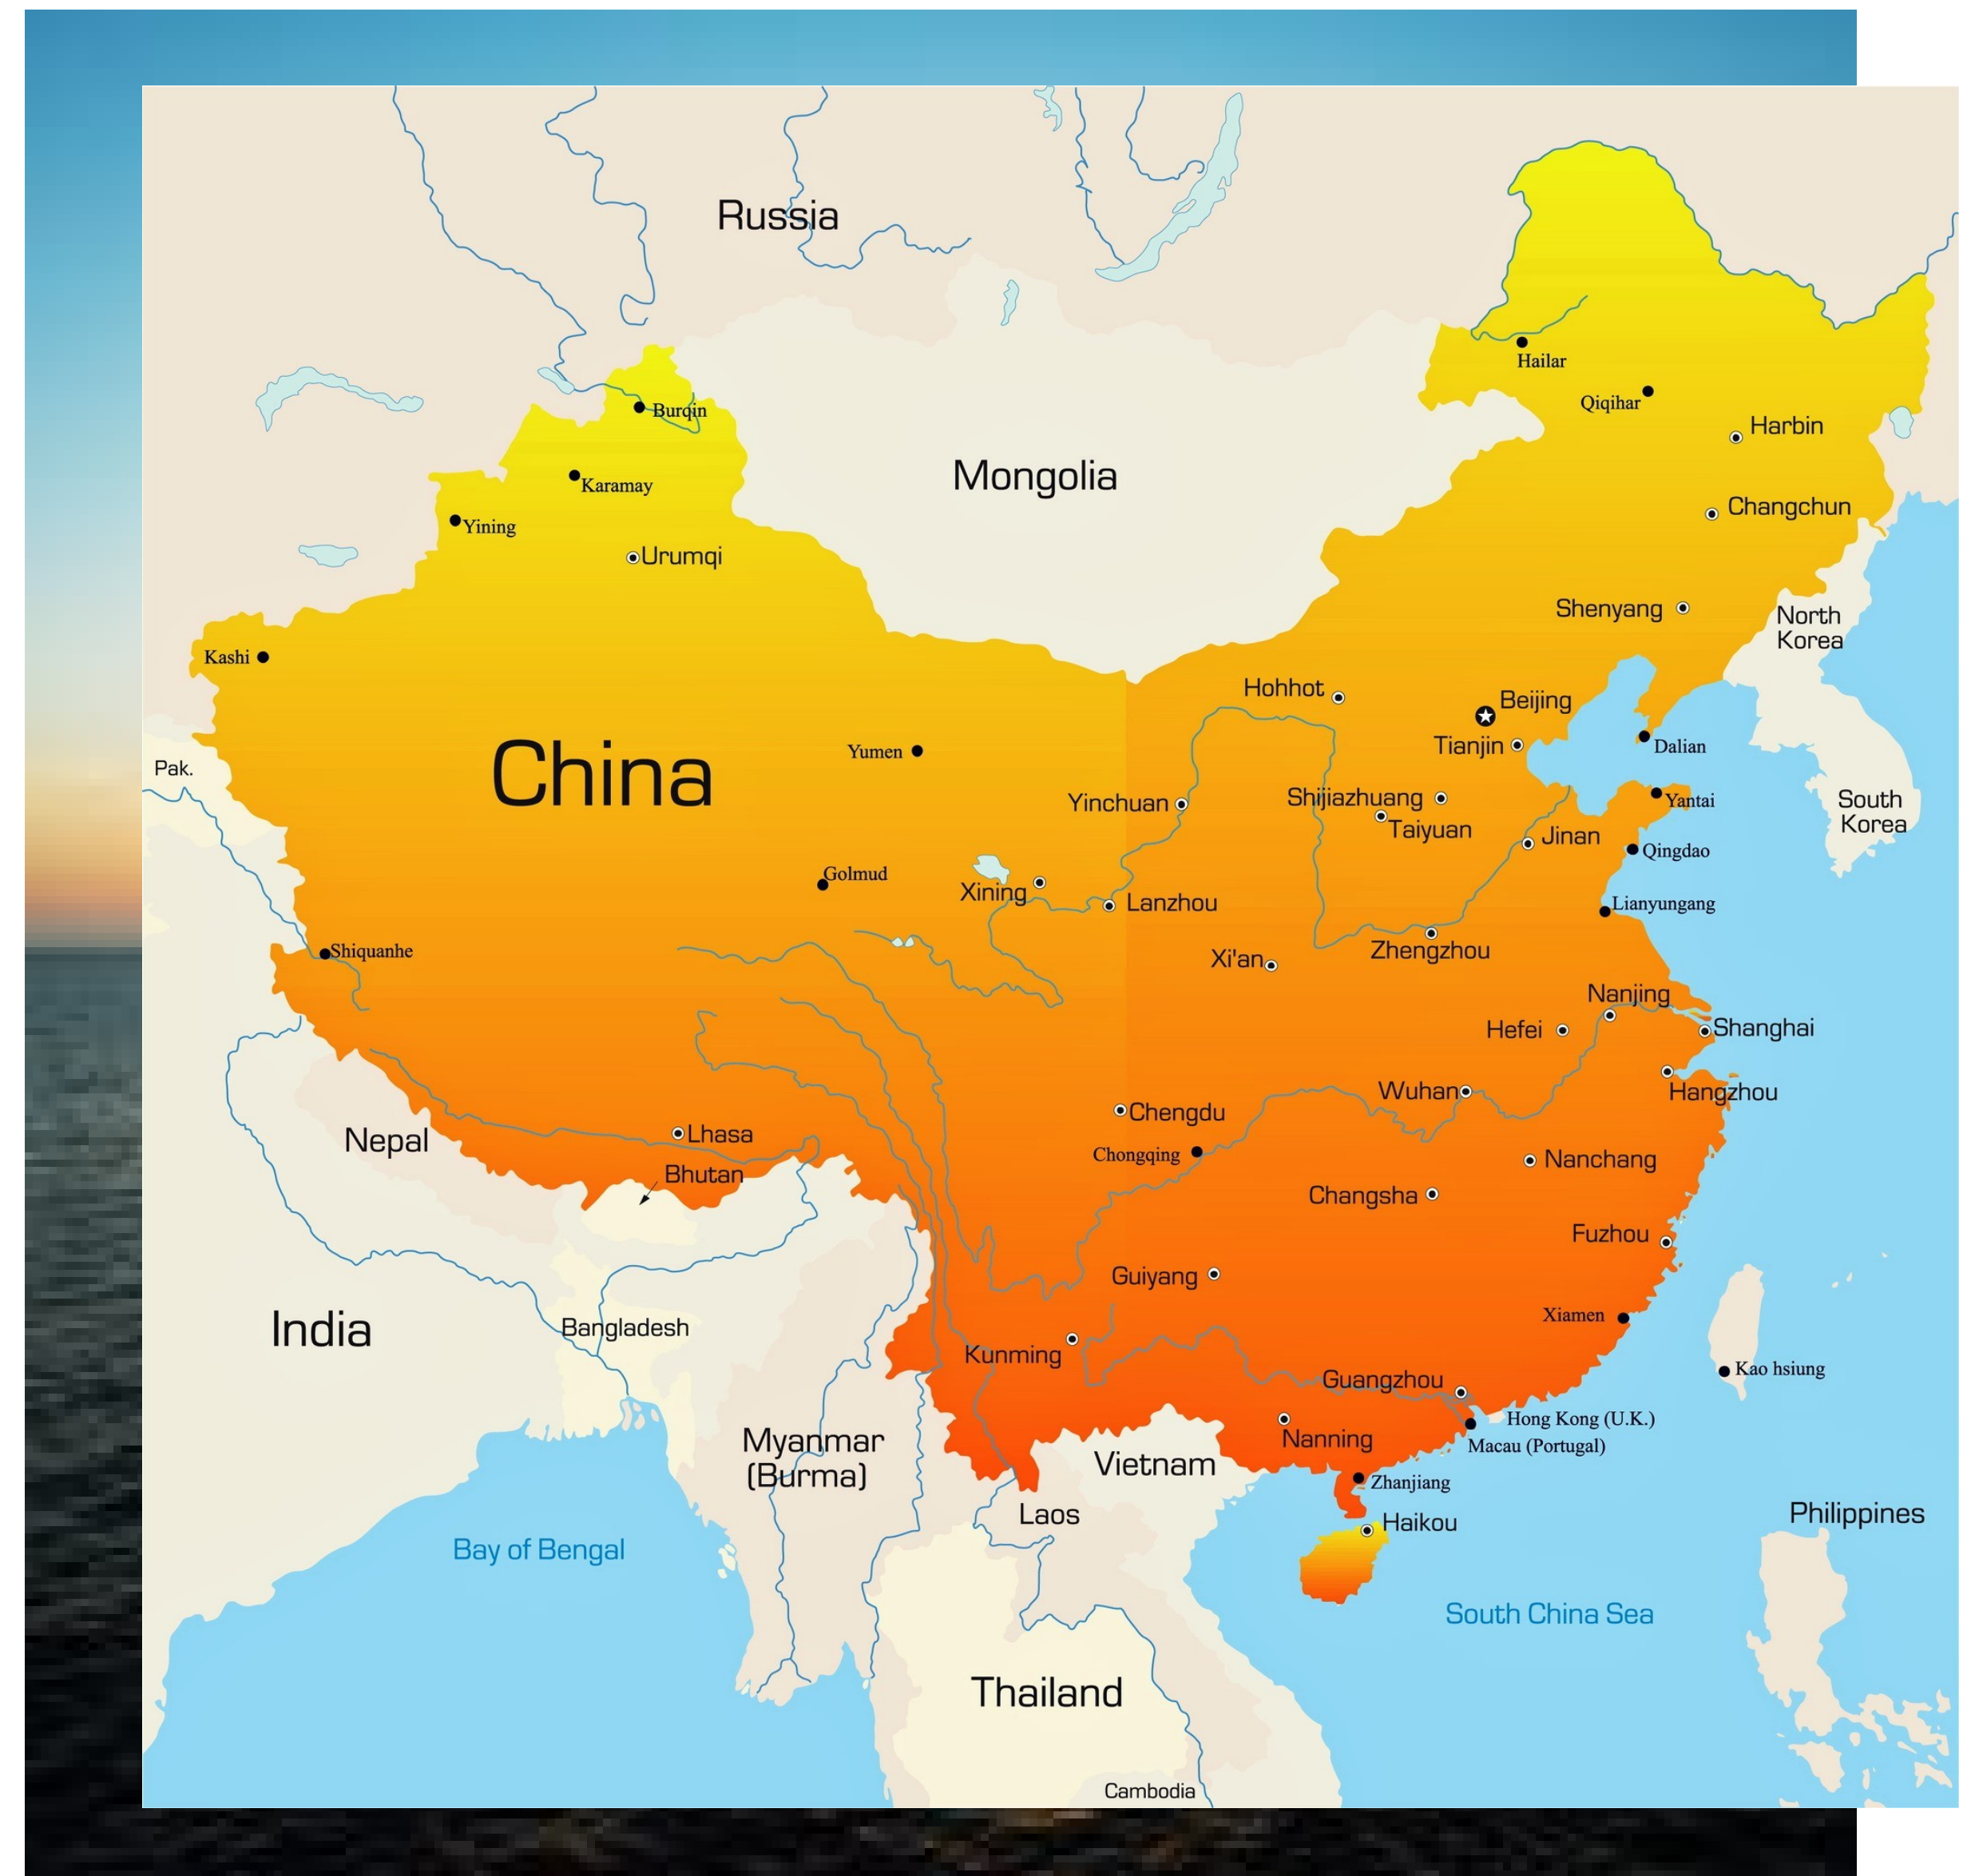 Russia
Hailar
Qiqihar
Burqin
Harbin
Mongolia
Karamay
Changchun
Yining
Urumqi
Shenyang
North
Korea
Kashi
Hohhot
Beijing
Tianjin
Dalian
China
Yumen
Pak.
Yinchuan
Shijiazhuang
Yantai
South
Korea
Taiyuan
Jinan
Qingdao
Golmud
Xining
Lanzhou
Lianyungang
Shiquanhe
Xi'an
Zhengzhou
Nanjing
Hefei
Shanghai
Wuhan
Hangzhou
Chengdu
Lhasa
Nepal
Chongqing
Nanchang
Bhutan
Changsha
Fuzhou
Guiyang
Xiamen
India
Bangladesh
Kunming
Kao hsiung
Guangzhou
Hong Kong (U.K.)
Nanning
Macau (Portugal)
Myanmar
(Burma)
Vietnam
Zhanjiang
Laos
Philippines
Haikou
Bay of Bengal
South China Sea
Thailand
Cambodia